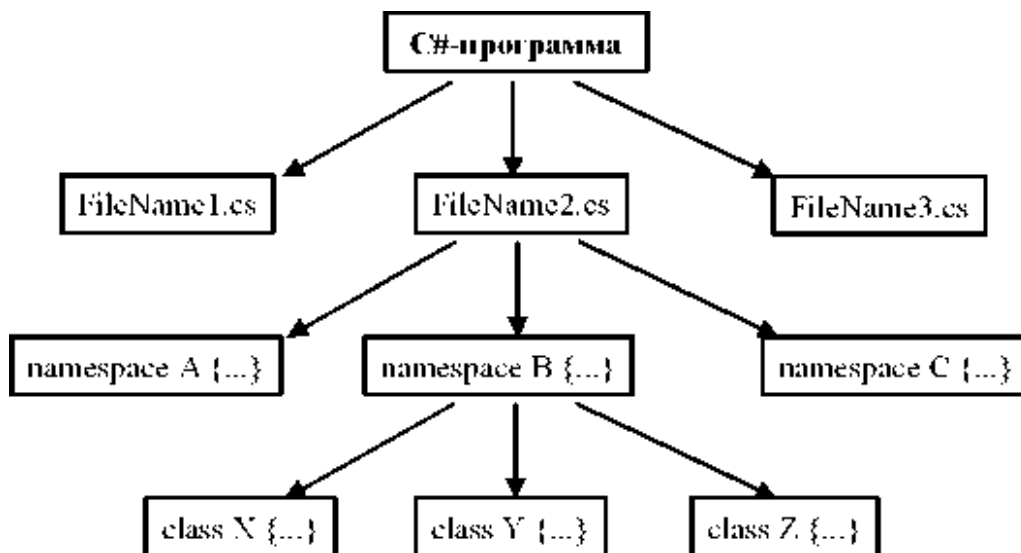 C#-программа
FileName1.cs
FileName2.cs
FileName3.cs
namespace A {...}
namespace B {...}
namespace C {...}
class X {...}
class Y {...}
class Z {...}